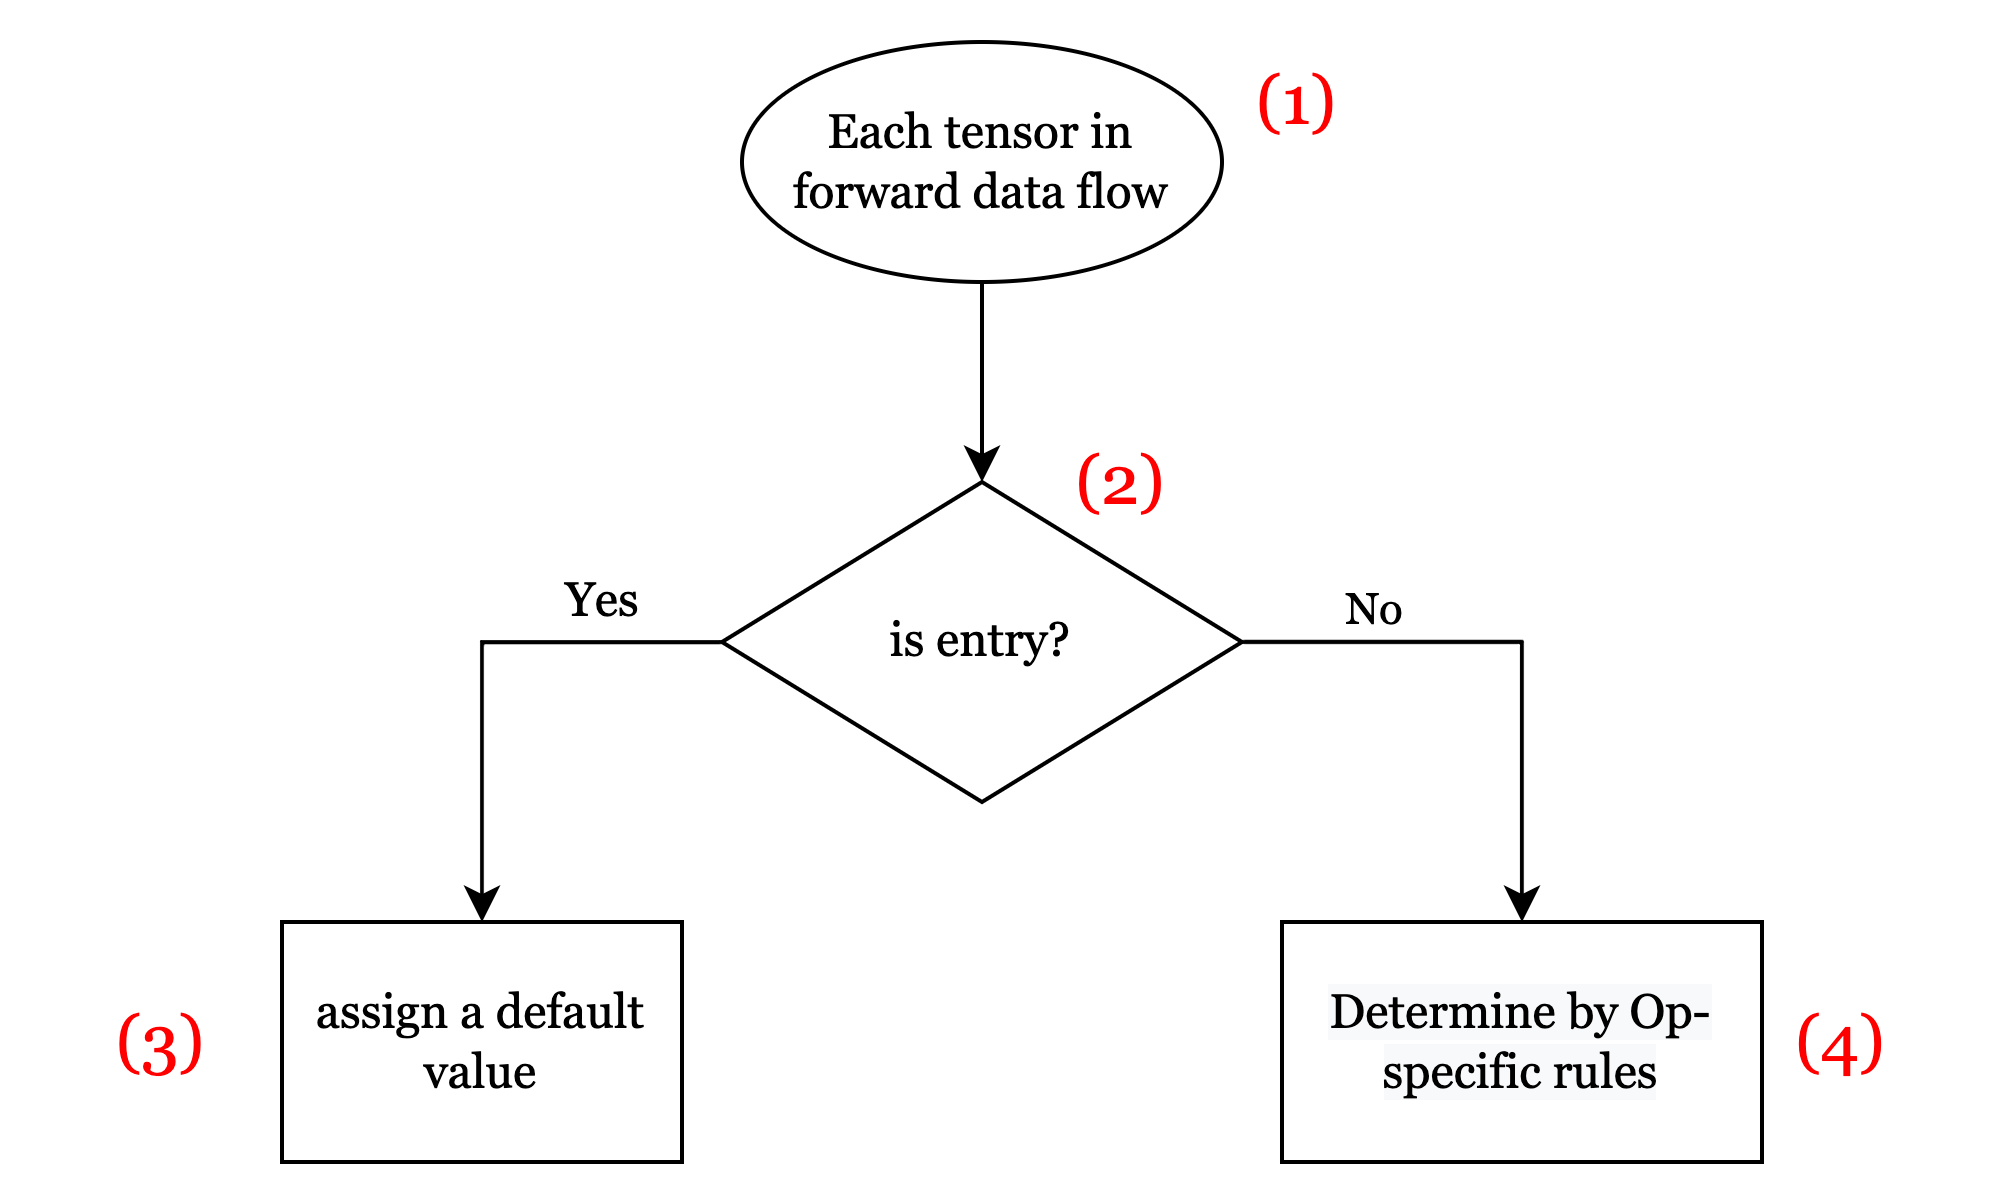 Each tensor in
forward data flow
(1)
(2)
is entry?
Yes
No
assign a default
value
(3)
Determine by Op-
specific rules
(4)